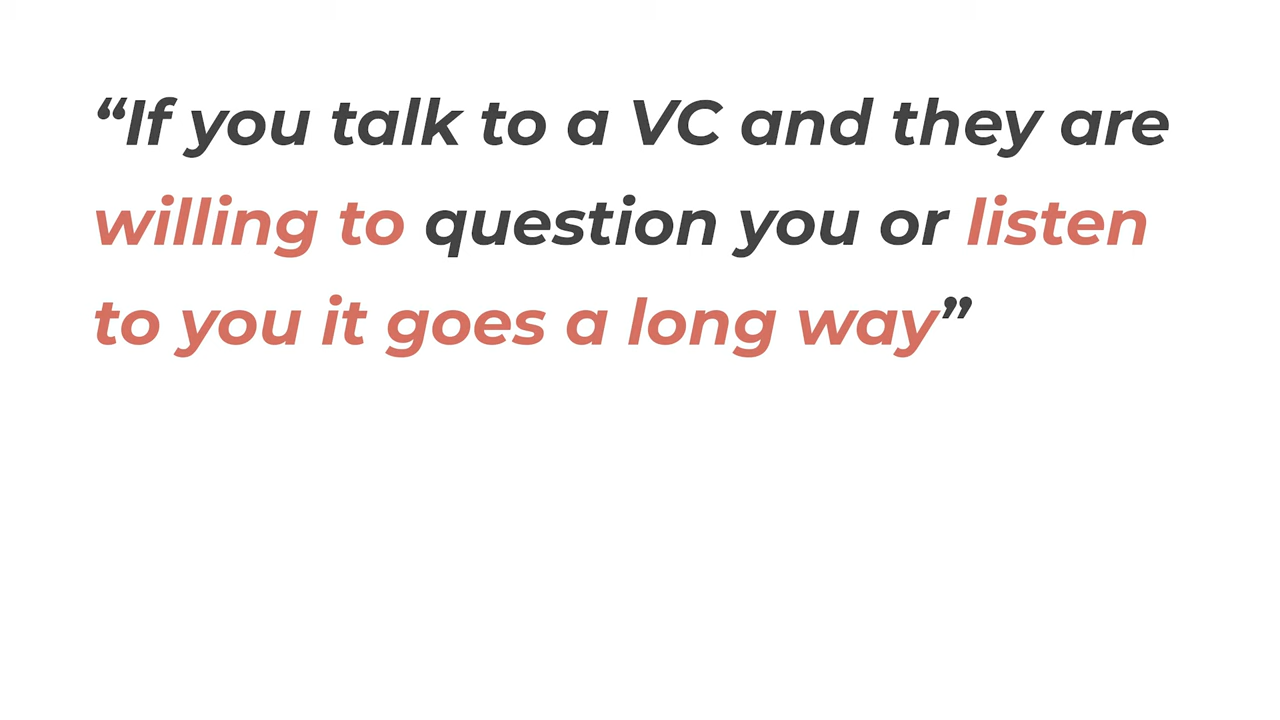 “If you talk to a VC and they are
willing to question you or listen
to you it goes a long way”